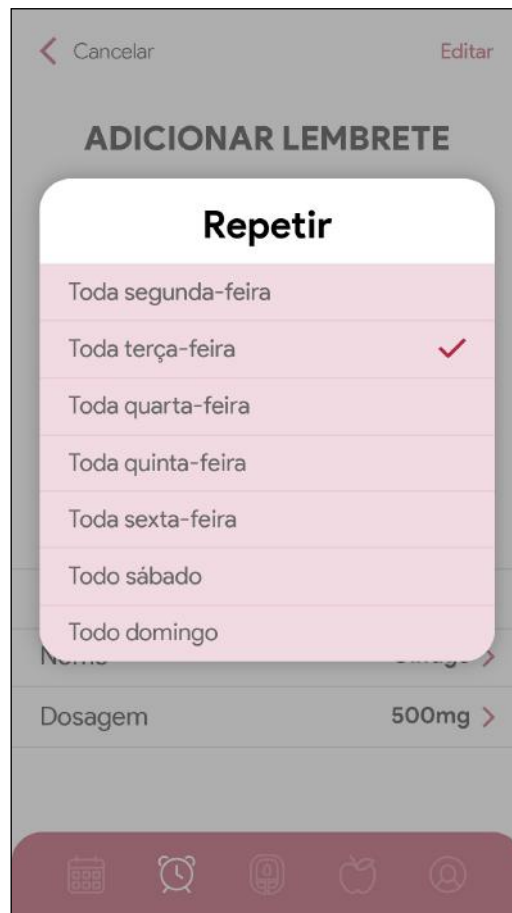 Cancelar Editar
ADICIONAR LEMBRETE
Repetir
Toda segunda-feira
Toda terça-feira
Toda quarta-feira
Toda quinta-feira
Toda sexta-feira
Todo sábado
Todo domingo
Dosagem 500mg